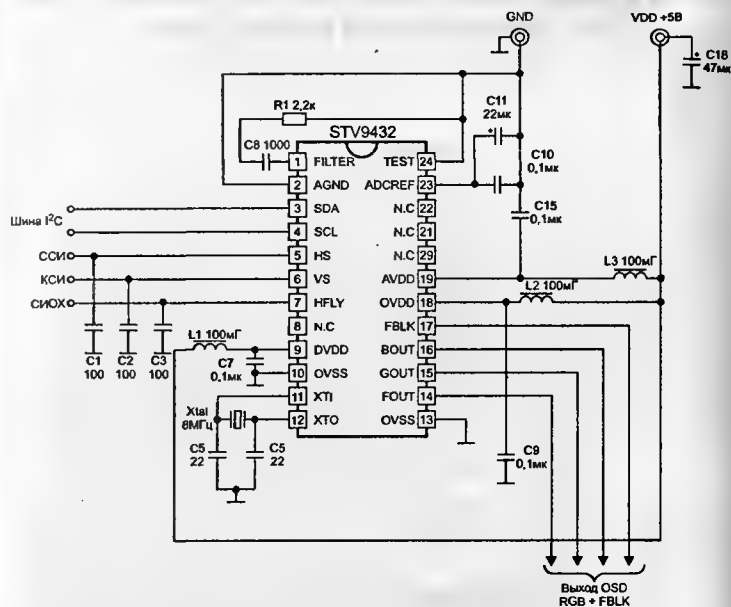 GND
VDD +5В
C18
47мк
R1 2,2к
C11
22мк
STV9432
C8 1000
1 FILTER
TEST 24
C10
0,1мк
2 AGND
ADCREF 23
3 SDA
N.C 22
C15
0,1мк
Шина I²C
4 SCL
N.C 21
ССИ
5 HS
N.C 29
L3 100мГ
КСИ
6 VS
AVDD 19
L2 100мГ
СИОХ
7 HFLY
OVDD 18
8 N.C
FBLK 17
L1 100мГ
9 DVDD
BOUT 16
C1
100
C2
100
C3
100
C7
0,1мк
10 OVSS
GOUT 15
11 XTI
FOUT 14
Xtal
8МГц
12 XTO
OVSS 13
C5
22
C5
22
C9
0,1мк
Выход OSD
RGB + FBLK